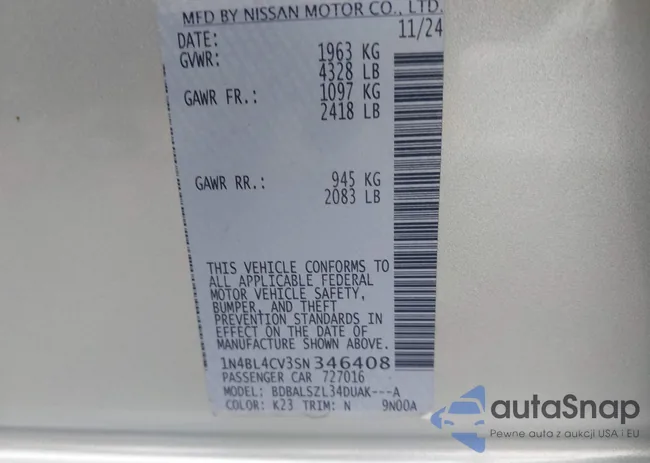 MFD BY NISSAN MOTOR CO., LTD.
DATE: 11/24
GVWR: 1963 KG
4328 LB
GAWR FR.: 1097 KG
2418 LB
GAWR RR.: 945 KG
2083 LB
THIS VEHICLE CONFORMS TO
ALL APPLICABLE FEDERAL
MOTOR VEHICLE SAFETY,
BUMPER, AND THEFT
PREVENTION STANDARDS IN
EFFECT ON THE DATE OF
MANUFACTURE SHOWN ABOVE.
1N4BL4CV3SN346408
PASSENGER CAR 727016
MODEL: BDBALSZL34DUAK---A
COLOR: K23 TRIM: N 9N00A
autoSnap
Pewne auto z aukcji USA i EU